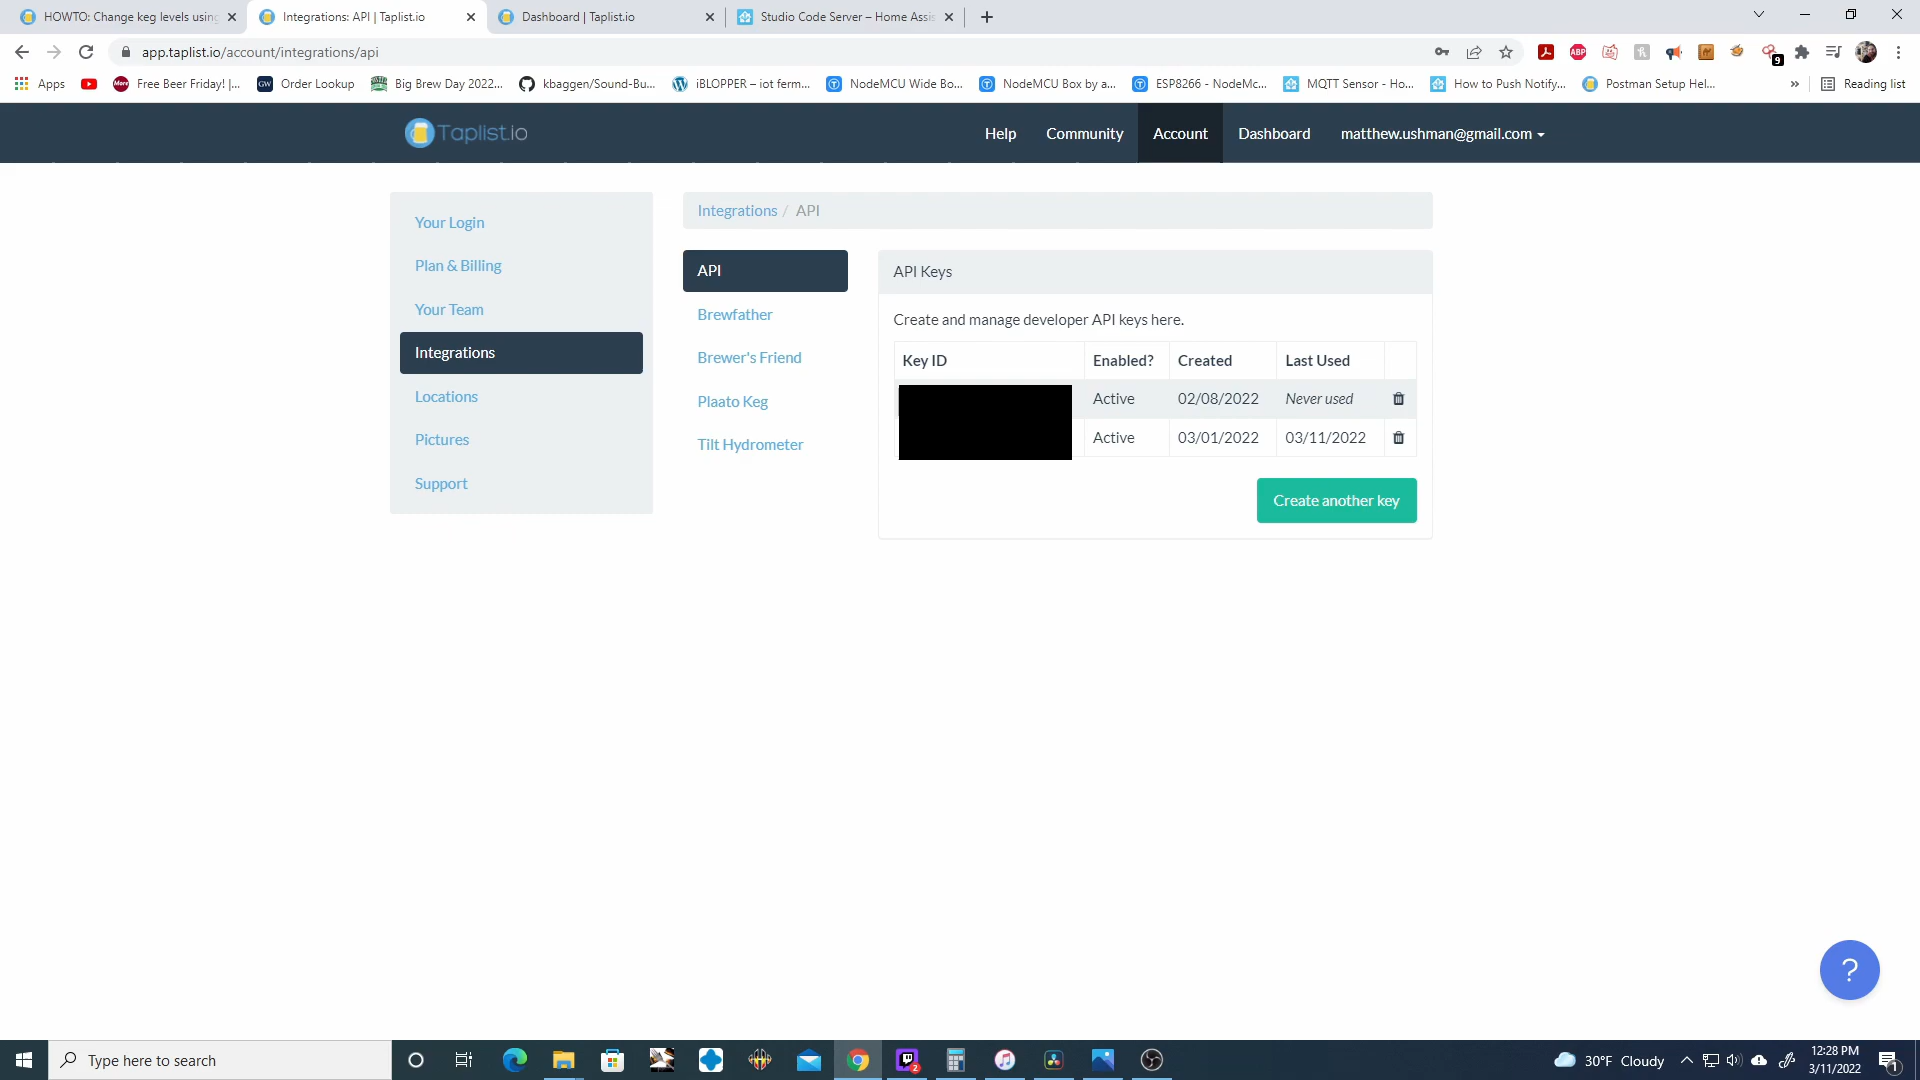 HOWTO: Change keg levels using
Integrations: API | Taplist.io
Dashboard | Taplist.io
Studio Code Server – Home Assis
app.taplist.io/account/integrations/api
ABP
9
Apps
More
Free Beer Friday! |...
GW
Order Lookup
Big Brew Day 2022...
kbaggen/Sound-Bu...
iBLOPPER – iot ferm...
NodeMCU Wide Bo...
NodeMCU Box by a...
ESP8266 - NodeMc...
MQTT Sensor - Ho...
How to Push Notify...
Postman Setup Hel...
»
Reading list
Taplist.io
Help
Community
Account
Dashboard
matthew.ushman@gmail.com
Your Login
Plan & Billing
Your Team
Integrations
Locations
Pictures
Support
Integrations / API
API
Brewfather
Brewer's Friend
Plaato Keg
Tilt Hydrometer
API Keys
Create and manage developer API keys here.
Key ID Enabled? Created Last Used
Active 02/08/2022 Never used
Active 03/01/2022 03/11/2022
Create another key
?
Type here to search
2
30°F Cloudy
12:28 PM
3/11/2022
1